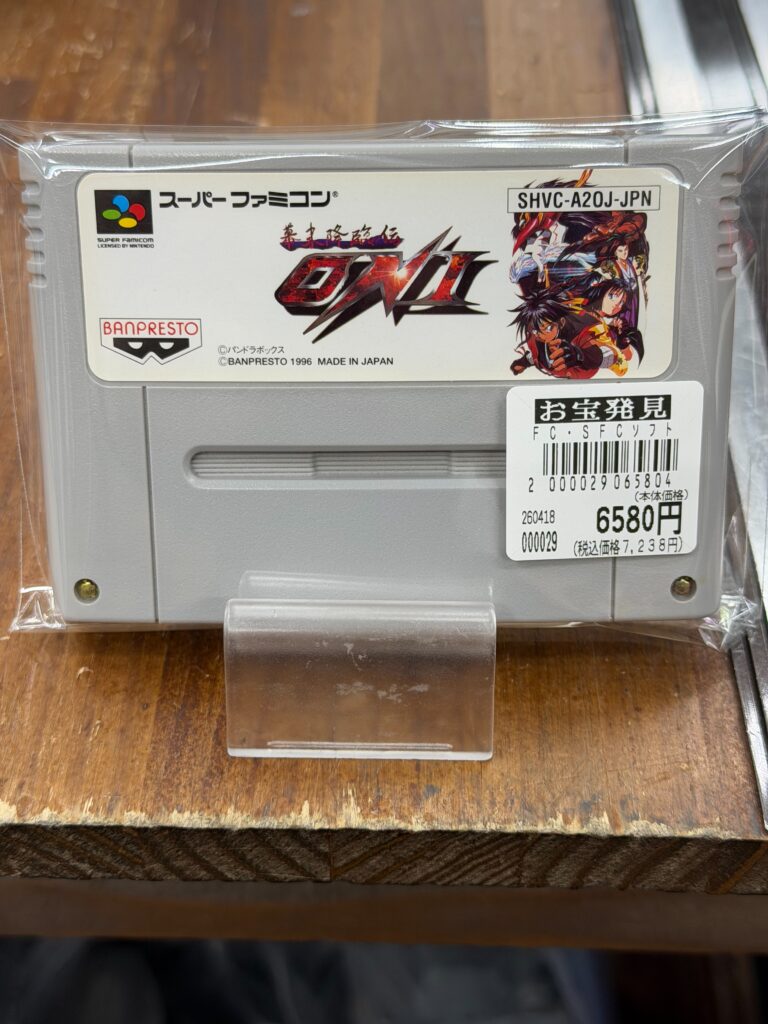 スーパー ファミコン®
SUPER FAMICOM
LICENSED BY NINTENDO
SHVC-A2OJ-JPN
幕末降臨伝
ONI
BANPRESTO
©パンドラボックス
©BANPRESTO 1996 MADE IN JAPAN
お宝発見
FC・SFCソフト
2 000029065804
(本体価格)
260418
6580円
000029
(税込価格7,238円)